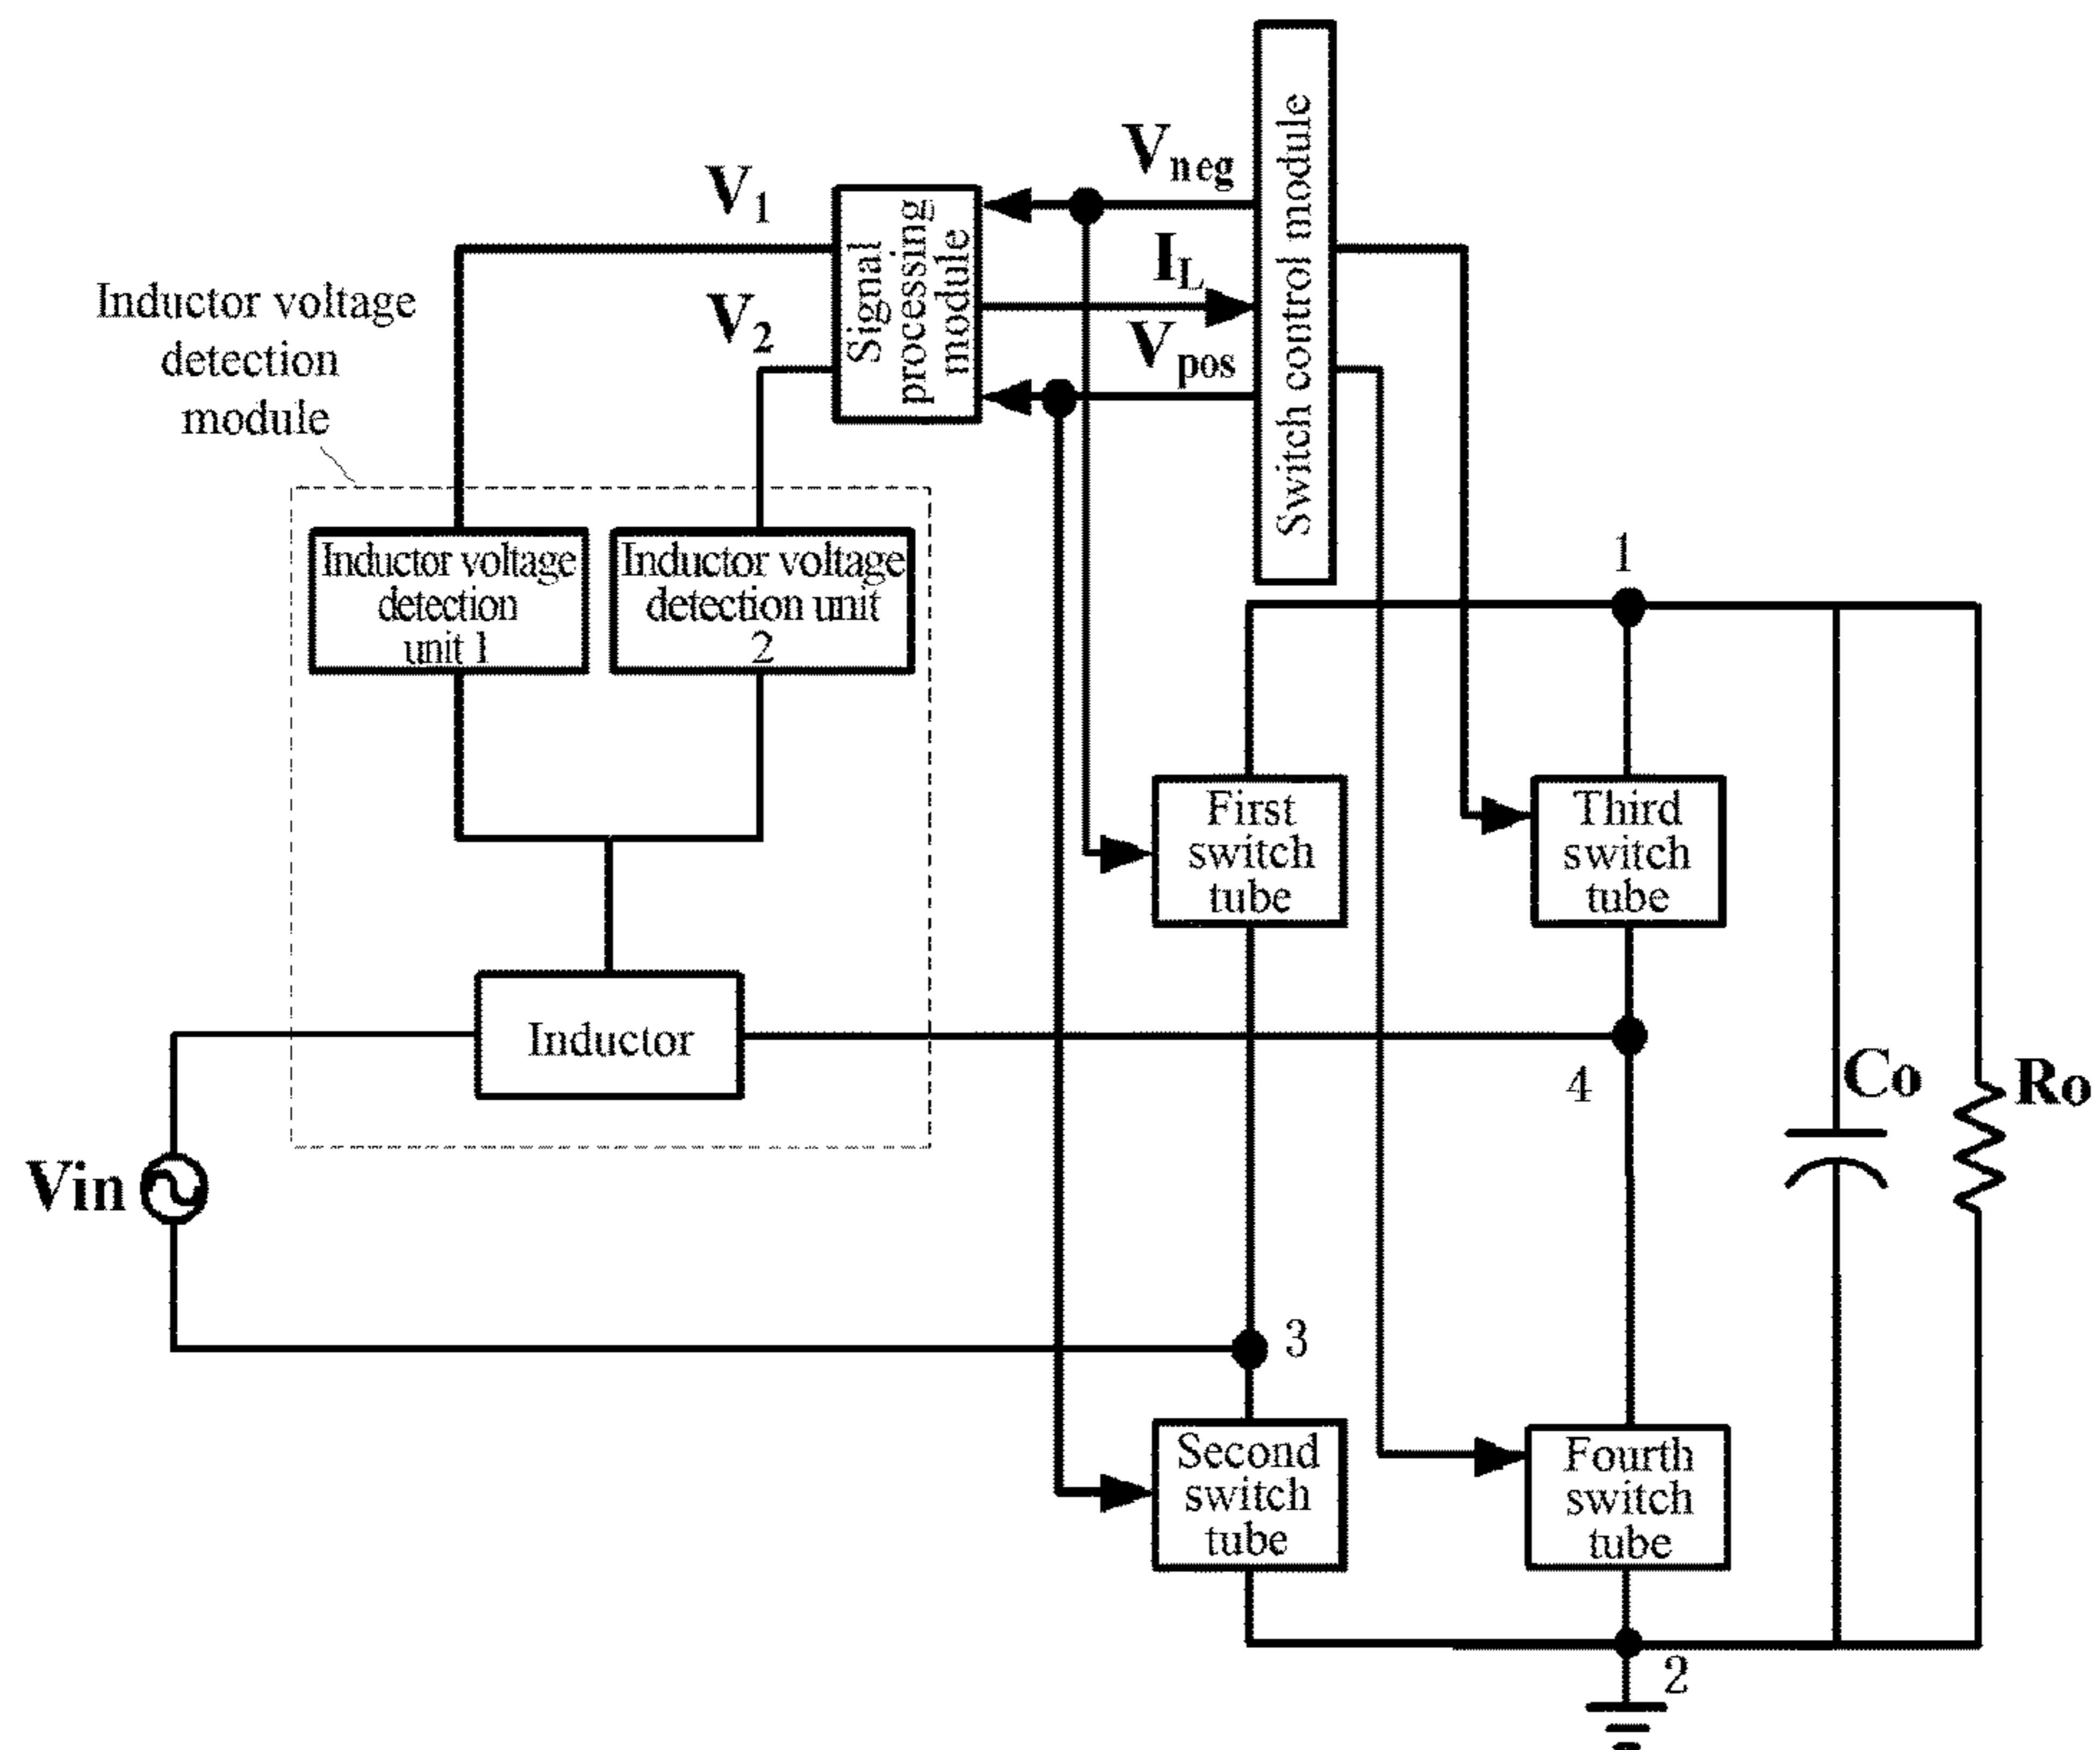 V1
V2
Vneg
IL
Vpos
Signal
processing
module
Switch control module
Inductor voltage
detection
module
Inductor voltage
detection
unit 1
Inductor voltage
detection unit
2
1
First
switch
tube
Third
switch
tube
Inductor
4
Co
Ro
Vin
3
Second
switch
tube
Fourth
switch
tube
2